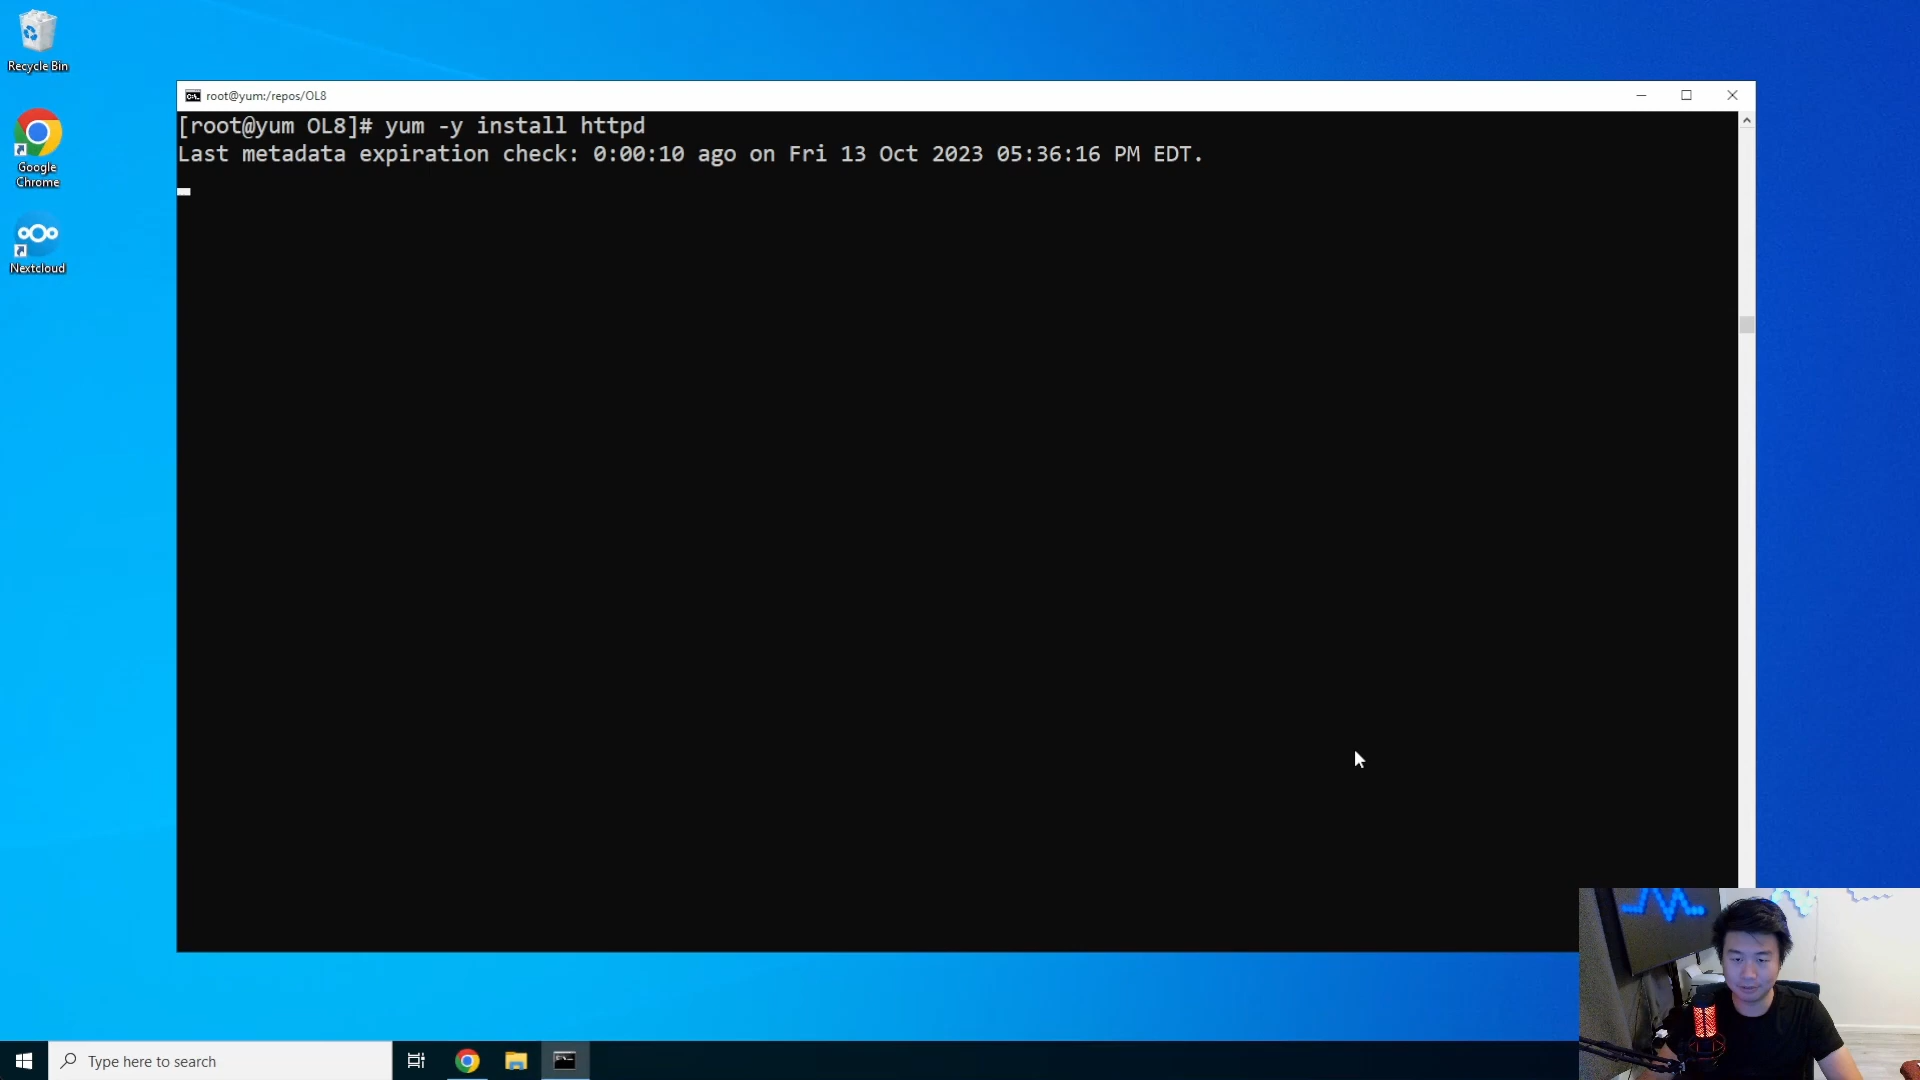 Recycle Bin
Google
Chrome
Nextcloud
root@yum:/repos/OL8
[root@yum OL8]# yum -y install httpd
Last metadata expiration check: 0:00:10 ago on Fri 13 Oct 2023 05:36:16 PM EDT.
Type here to search